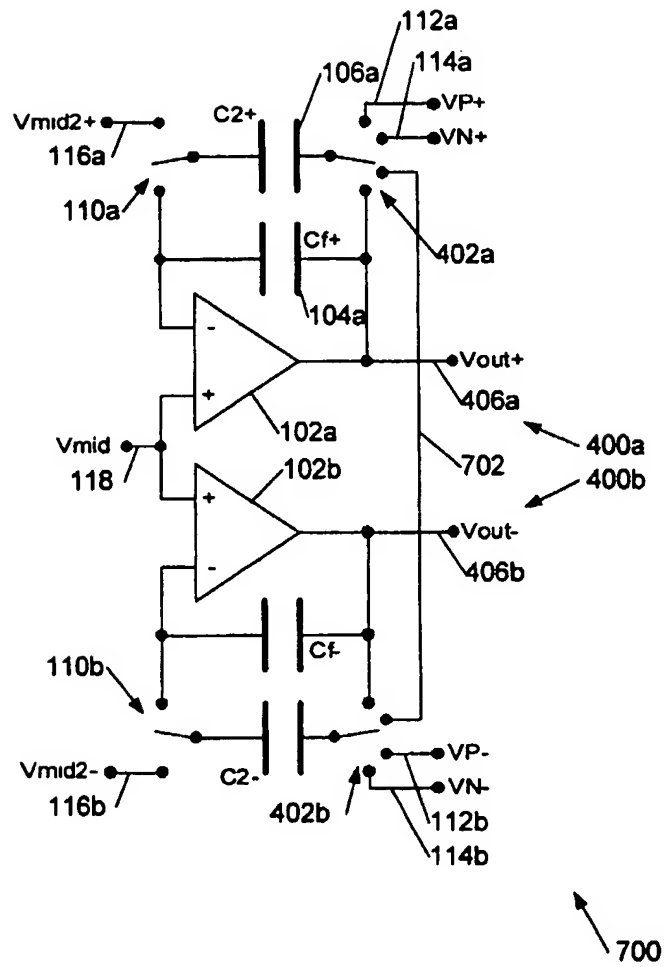 112a
114a
106a
C2+
VP+
Vmid2+
VN+
116a
110a
Cf+
402a
104a
-
+
Vout+
406a
102a
Vmid
702
400a
118
102b
400b
+
Vout-
-
406b
110b
Cf-
Vmid2-
C2-
VP-
VN-
116b
402b
112b
114b
700